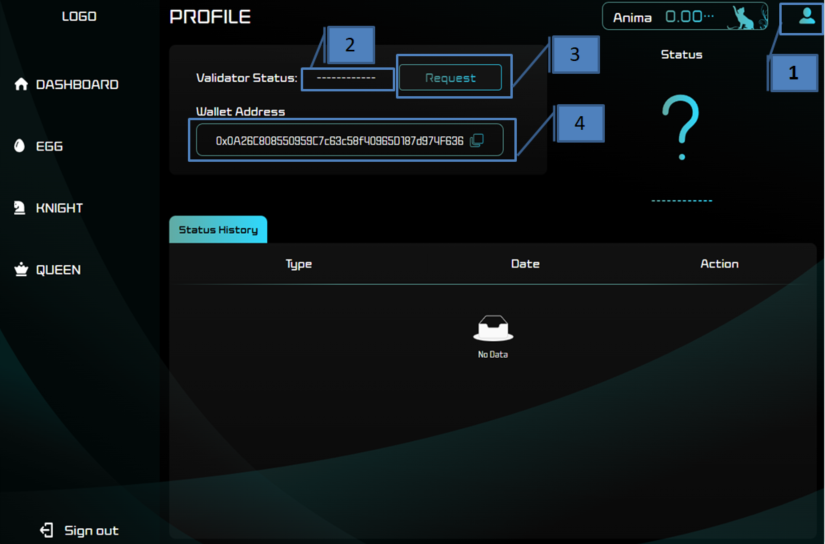 LOGO
PROFILE
Anima 0.00...
1
2
3
4
Status
Validator Status: ------------
Request
Wallet Address
0x0A26C808550959C7c63c58f40965D187d974F636
?
------------
DASHBOARD
EGG
KNIGHT
QUEEN
Status History
Type Date Action
No Data
Sign out